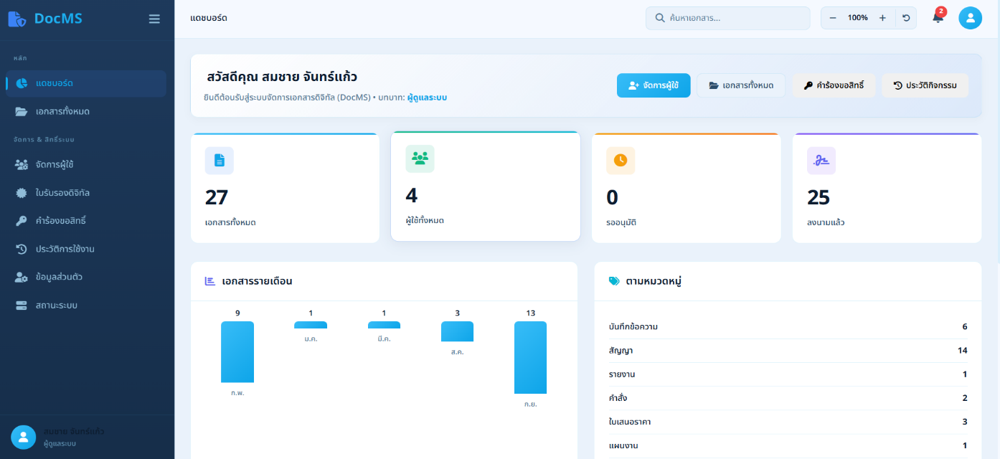 DocMS
หลัก
แดชบอร์ด
เอกสารทั้งหมด
จัดการ & สิทธิ์ระบบ
จัดการผู้ใช้
ใบรับรองดิจิทัล
คำร้องขอสิทธิ์
ประวัติการใช้งาน
ข้อมูลส่วนตัว
สถานะระบบ
สมชาย จันทร์แก้ว
ผู้ดูแลระบบ
แดชบอร์ด
ค้นหาเอกสาร...
100%
2
สวัสดีคุณ สมชาย จันทร์แก้ว
ยินดีต้อนรับสู่ระบบจัดการเอกสารดิจิทัล (DocMS) • บทบาท: ผู้ดูแลระบบ
จัดการผู้ใช้
เอกสารทั้งหมด
คำร้องขอสิทธิ์
ประวัติกิจกรรม
27
เอกสารทั้งหมด
4
ผู้ใช้ทั้งหมด
0
รออนุมัติ
25
ลงนามแล้ว
เอกสารรายเดือน
9
ก.พ.
1
ม.ค.
1
มี.ค.
3
ส.ค.
13
ก.ย.
ตามหมวดหมู่
บันทึกข้อความ 6
สัญญา 14
รายงาน 1
คำสั่ง 2
ใบเสนอราคา 3
แผนงาน 1